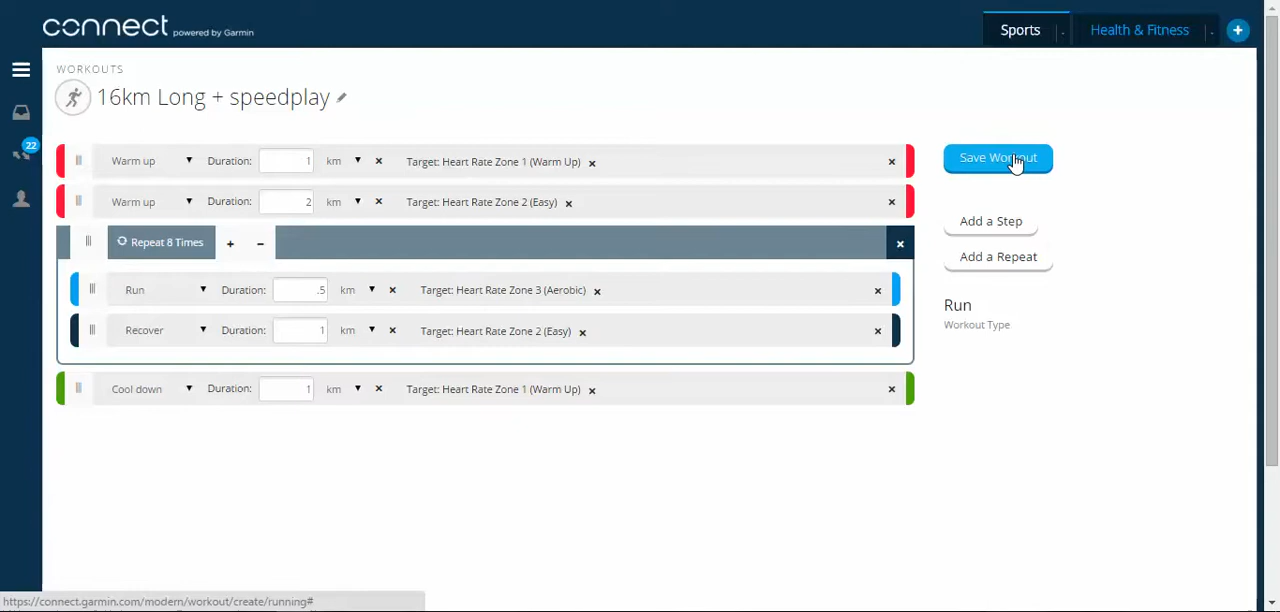 connect powered by Garmin
Sports
Health & Fitness
WORKOUTS
16km Long + speedplay
22
Warm up Duration: 1 km Target: Heart Rate Zone 1 (Warm Up)
Save Workout
Warm up Duration: 2 km Target: Heart Rate Zone 2 (Easy)
Add a Step
Repeat 8 Times + -
Add a Repeat
Run Duration: .5 km Target: Heart Rate Zone 3 (Aerobic)
Run
Workout Type
Recover Duration: 1 km Target: Heart Rate Zone 2 (Easy)
Cool down Duration: 1 km Target: Heart Rate Zone 1 (Warm Up)
https://connect.garmin.com/modern/workout/create/running#